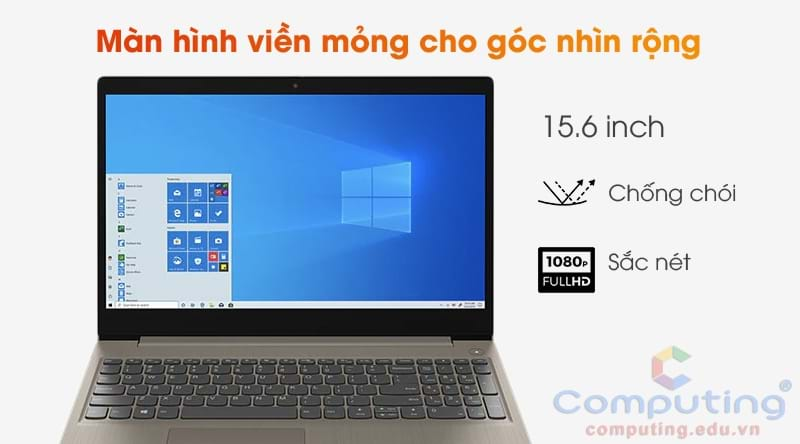 Màn hình viền mỏng cho góc nhìn rộng
15.6 inch
Chống chói
1080P
FULLHD
Sắc nét
Computing®
computing.edu.vn